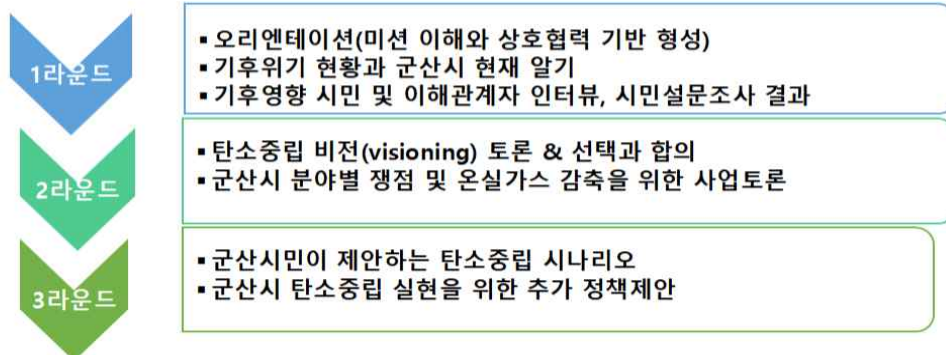 1라운드
▪ 오리엔테이션(미션 이해와 상호협력 기반 형성)
▪ 기후위기 현황과 군산시 현재 알기
▪ 기후영향 시민 및 이해관계자 인터뷰, 시민설문조사 결과
2라운드
▪ 탄소중립 비전(visioning) 토론 & 선택과 합의
▪ 군산시 분야별 쟁점 및 온실가스 감축을 위한 사업토론
3라운드
▪ 군산시민이 제안하는 탄소중립 시나리오
▪ 군산시 탄소중립 실현을 위한 추가 정책제안